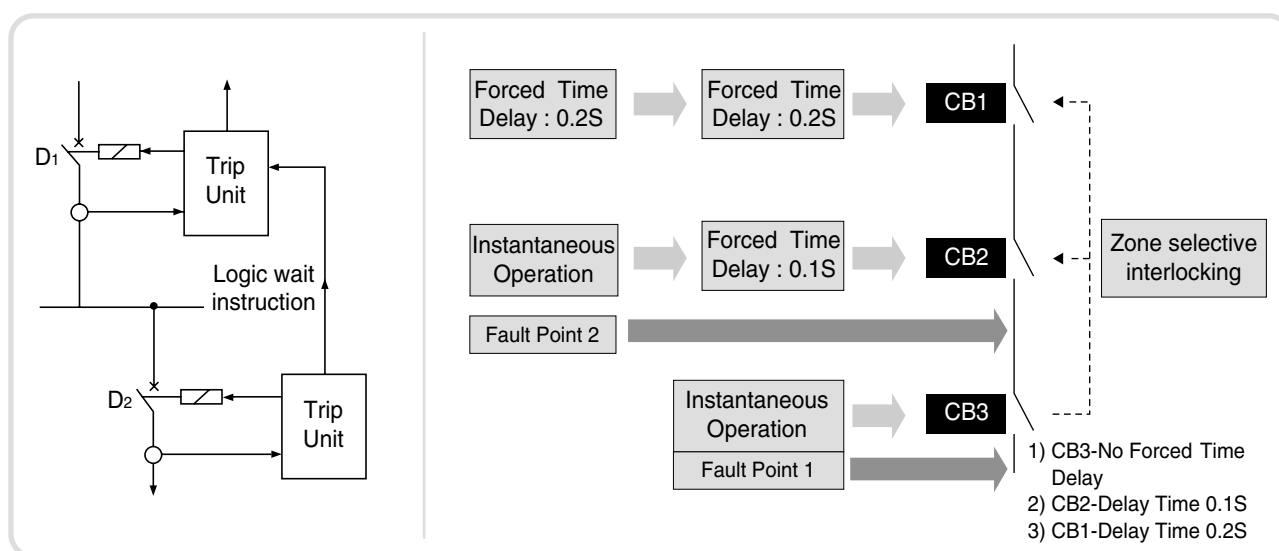 D1
Trip
Unit
Logic wait
instruction
D2
Trip
Unit
Forced Time
Delay : 0.2S
Forced Time
Delay : 0.2S
CB1
Instantaneous
Operation
Forced Time
Delay : 0.1S
CB2
Zone selective
interlocking
Fault Point 2
Instantaneous
Operation
CB3
Fault Point 1
1) CB3-No Forced Time
Delay
2) CB2-Delay Time 0.1S
3) CB1-Delay Time 0.2S